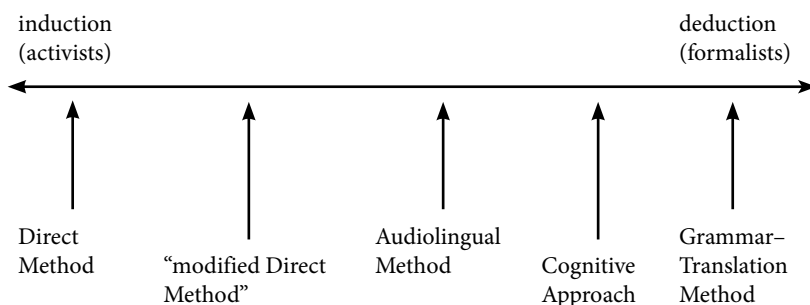 induction
(activists)
deduction
(formalists)
Direct
Method
“modified Direct
Method”
Audiolingual
Method
Cognitive
Approach
Grammar–
Translation
Method